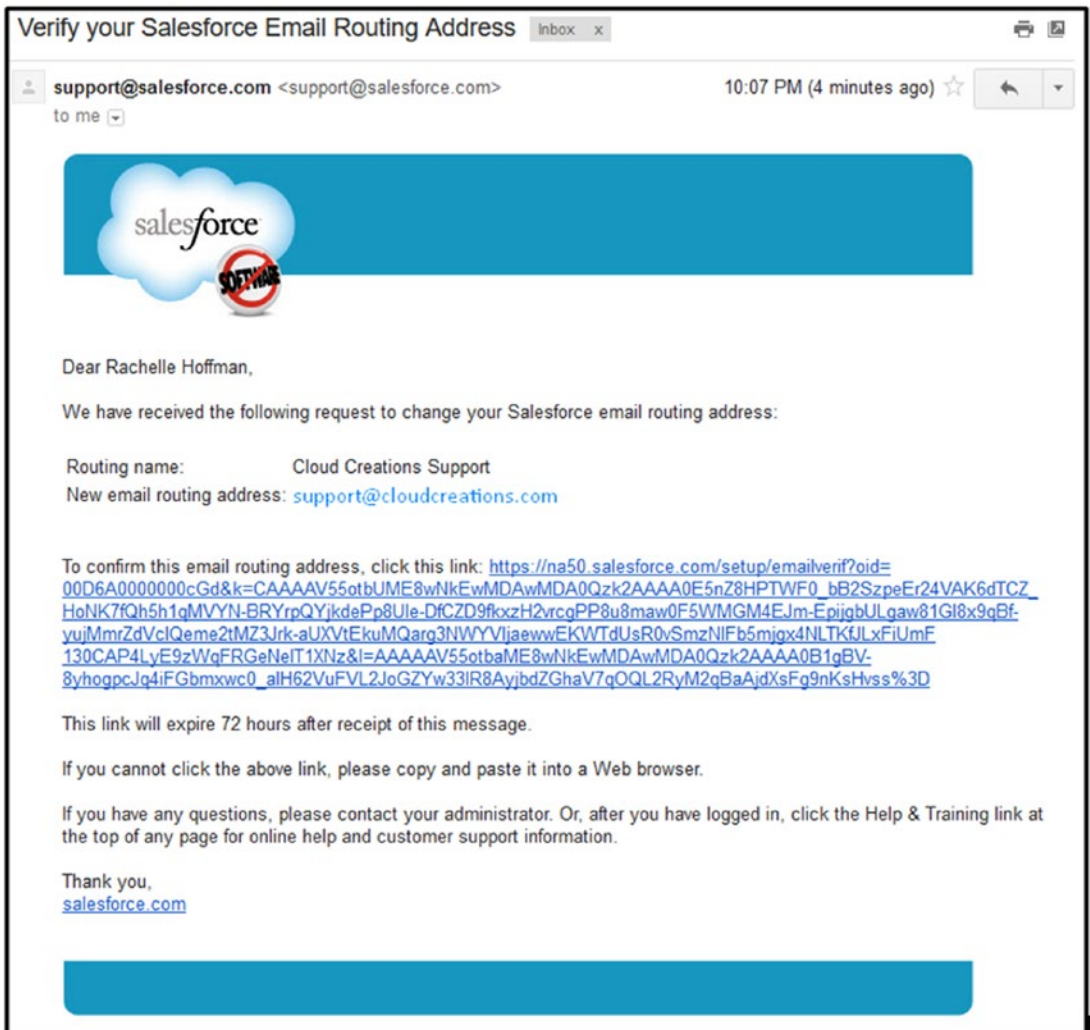 Verify your Salesforce Email Routing Address Inbox x
support@salesforce.com <support@salesforce.com> 10:07 PM (4 minutes ago)
to me
salesforce
SOFTWARE
Dear Rachelle Hoffman,
We have received the following request to change your Salesforce email routing address:
Routing name: Cloud Creations Support
New email routing address: support@cloudcreations.com
To confirm this email routing address, click this link: https://na50.salesforce.com/setup/emailverif?oid=
00D6A0000000cGd&k=CAAAAV55otbUME8wNkEwMDAwMDA0Qzk2AAAA0E5nZ8HPTWF0_bB2SzpeEr24VAK6dTCZ_
HoNK7fQh5h1qMVYN-BRYrpQYjkdePp8Ule-DfCZD9fkxzH2vrcgPP8u8maw0F5WMGM4EJm-EpijgbULgaw81Gl8x9qBf-
yujMmrZdVclQeme2tMZ3Jrk-aUXVtEkuMQarg3NWYVljaewwEKWTdUsR0vSmzNlFb5mjgx4NLTKfJLxFiUmF
130CAP4LyE9zWqFRGeNelT1XNz&l=AAAAAV55otbaME8wNkEwMDAwMDA0Qzk2AAAA0B1gBV-
8yhogpcJq4iFGbmxwc0_alH62VuFVL2JoGZYw33lR8AyjbdZGhaV7qOQL2RyM2qBaAjdXsFg9nKsHvss%3D
This link will expire 72 hours after receipt of this message.
If you cannot click the above link, please copy and paste it into a Web browser.
If you have any questions, please contact your administrator. Or, after you have logged in, click the Help & Training link at
the top of any page for online help and customer support information.
Thank you,
salesforce.com